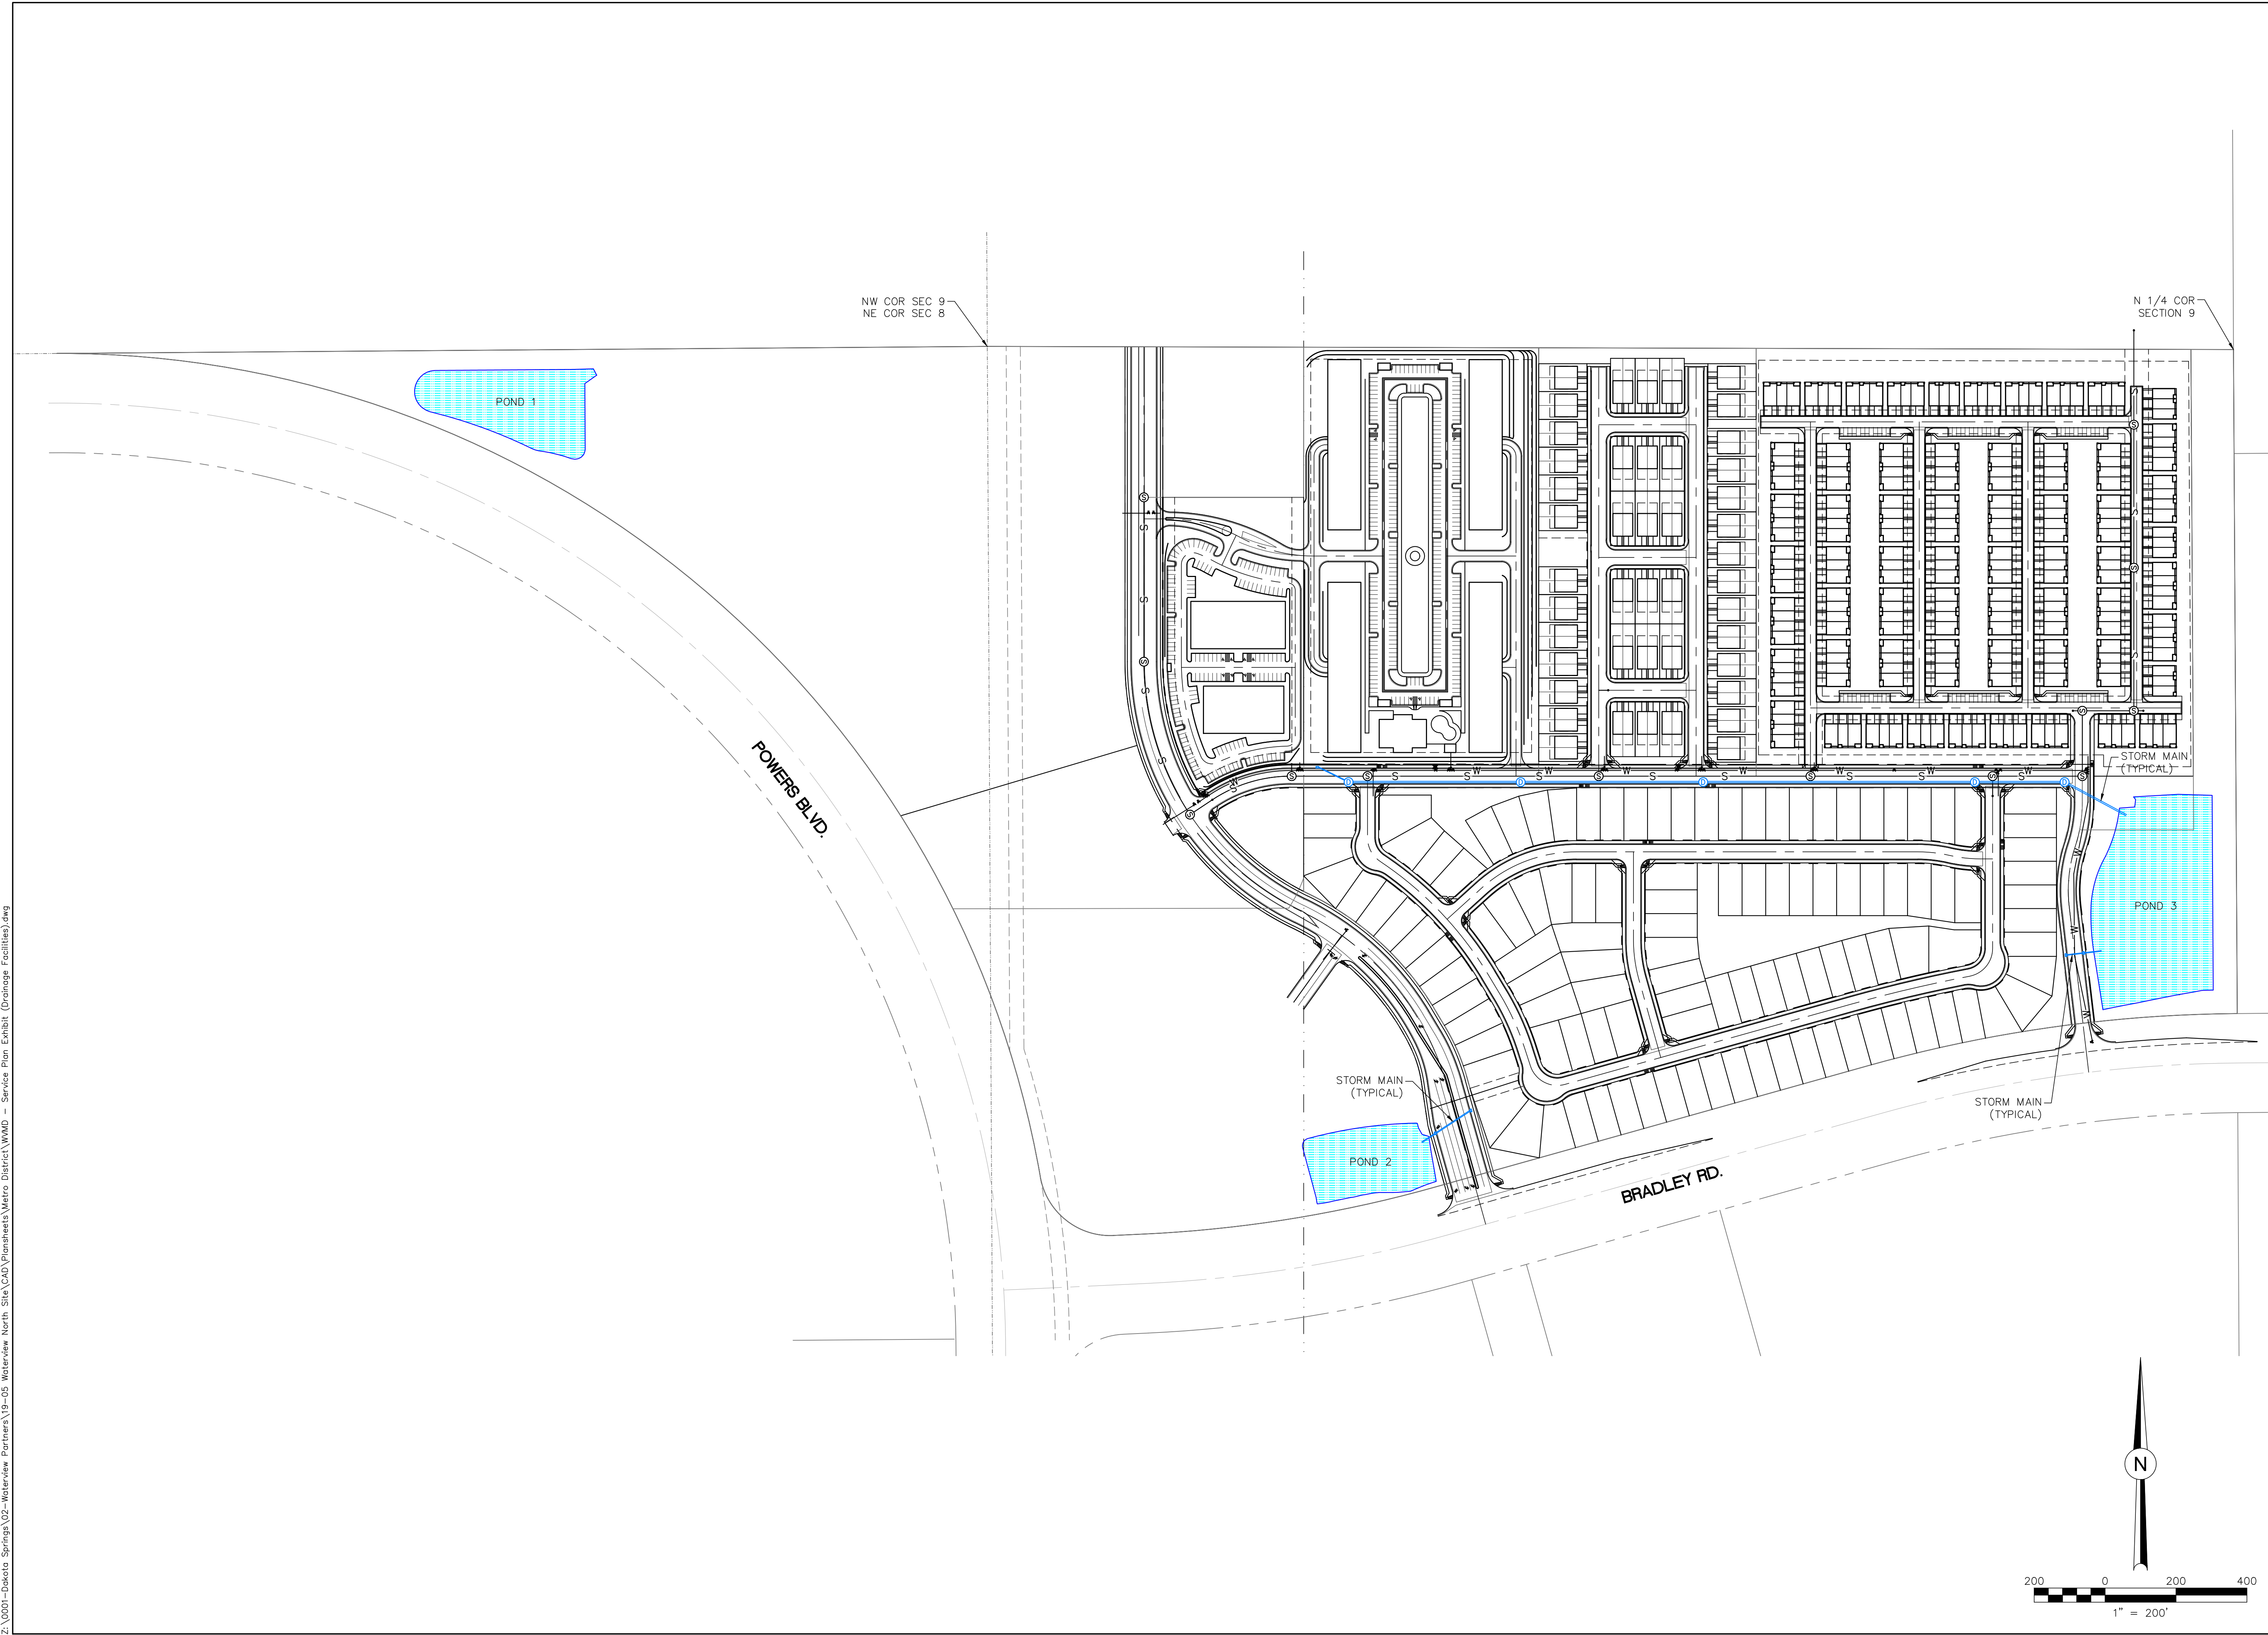 NW COR SEC 9
NE COR SEC 8
N 1/4 COR
SECTION 9
POND 1
S
S
S
S
S
S
S
S
S
S
S
S
S
S
POWERS BLVD.
STORM MAIN
(TYPICAL)
W
S
S
S
W
S
S
W
S
S
W
S
S
W
S
W
S
S
W
S
S
W
S
S
D
D
D
D
D
S
W
POND 3
W
W
STORM MAIN
(TYPICAL)
STORM MAIN
(TYPICAL)
POND 2
BRADLEY RD.
N
200 0 200 400
1" = 200'
Z:\0001-Dakota Springs\02-Waterview Partners\19-05 Waterview North Site\CAD\Plansheets\Metro District\WVMD - Service Plan Exhibit (Drainage Facilities).dwg